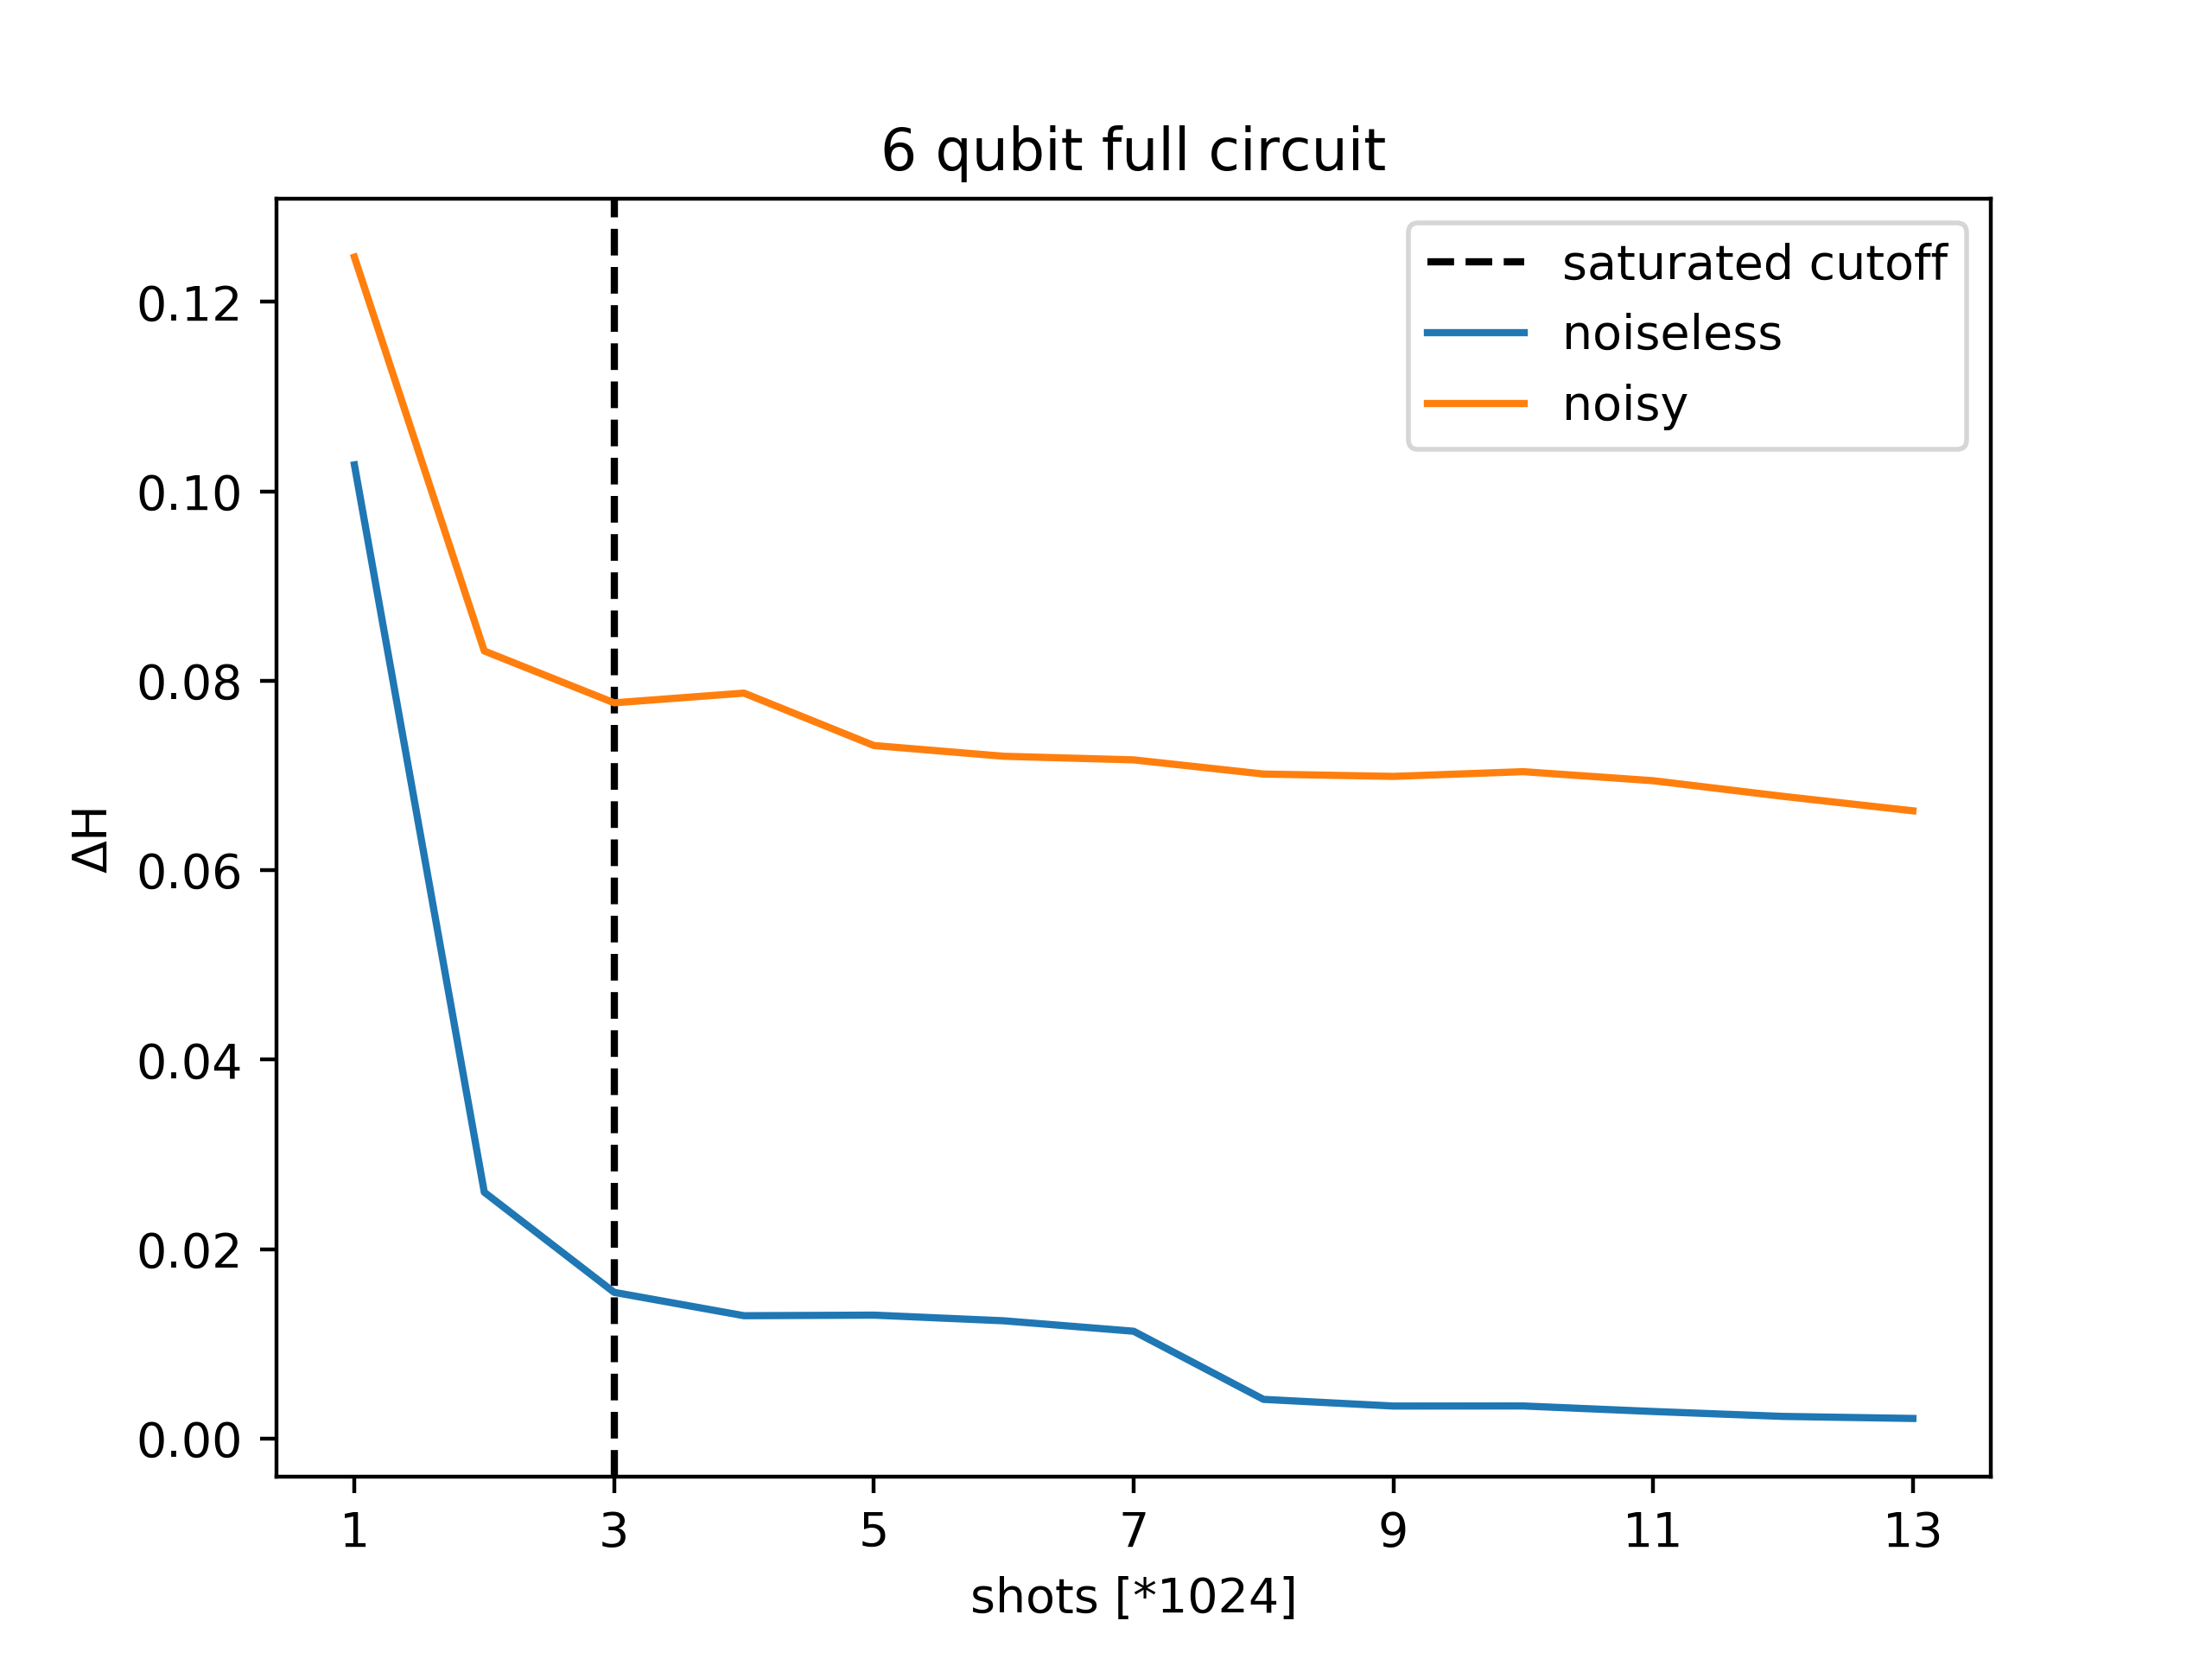 6 qubit full circuit
saturated cutoff
noiseless
noisy
0.12
0.10
0.08
0.06
0.04
0.02
0.00
ΔH
1 3 5 7 9 11 13
shots [*1024]